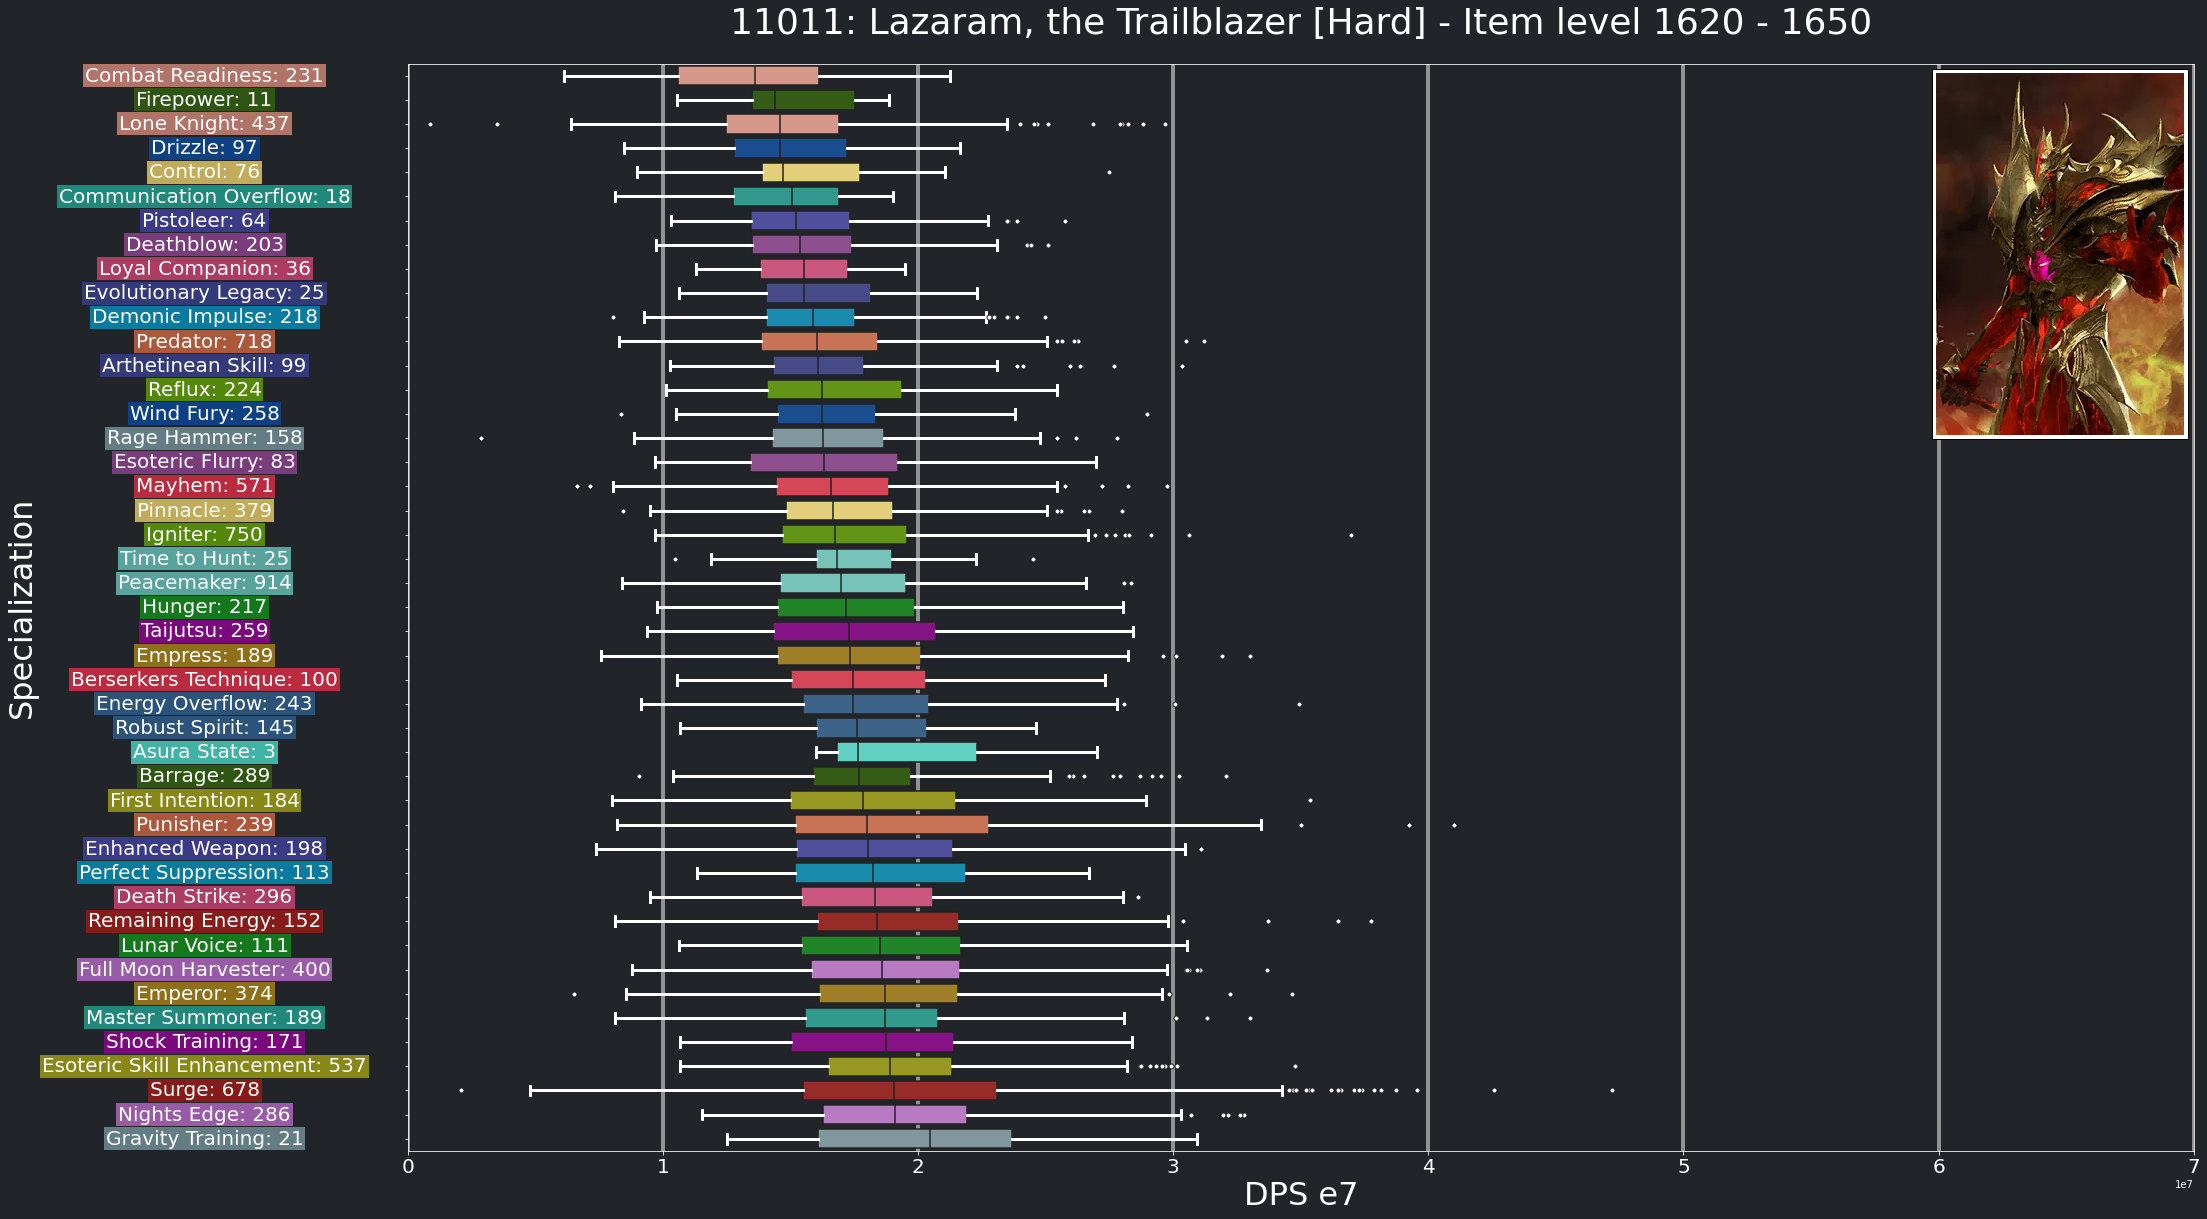 11011: Lazaram, the Trailblazer [Hard] - Item level 1620 - 1650
Specialization
Combat Readiness: 231
Firepower: 11
Lone Knight: 437
Drizzle: 97
Control: 76
Communication Overflow: 18
Pistoleer: 64
Deathblow: 203
Loyal Companion: 36
Evolutionary Legacy: 25
Demonic Impulse: 218
Predator: 718
Arthetinean Skill: 99
Reflux: 224
Wind Fury: 258
Rage Hammer: 158
Esoteric Flurry: 83
Mayhem: 571
Pinnacle: 379
Igniter: 750
Time to Hunt: 25
Peacemaker: 914
Hunger: 217
Taijutsu: 259
Empress: 189
Berserkers Technique: 100
Energy Overflow: 243
Robust Spirit: 145
Asura State: 3
Barrage: 289
First Intention: 184
Punisher: 239
Enhanced Weapon: 198
Perfect Suppression: 113
Death Strike: 296
Remaining Energy: 152
Lunar Voice: 111
Full Moon Harvester: 400
Emperor: 374
Master Summoner: 189
Shock Training: 171
Esoteric Skill Enhancement: 537
Surge: 678
Nights Edge: 286
Gravity Training: 21
0 1 2 3 4 5 6 7
1e7
DPS e7